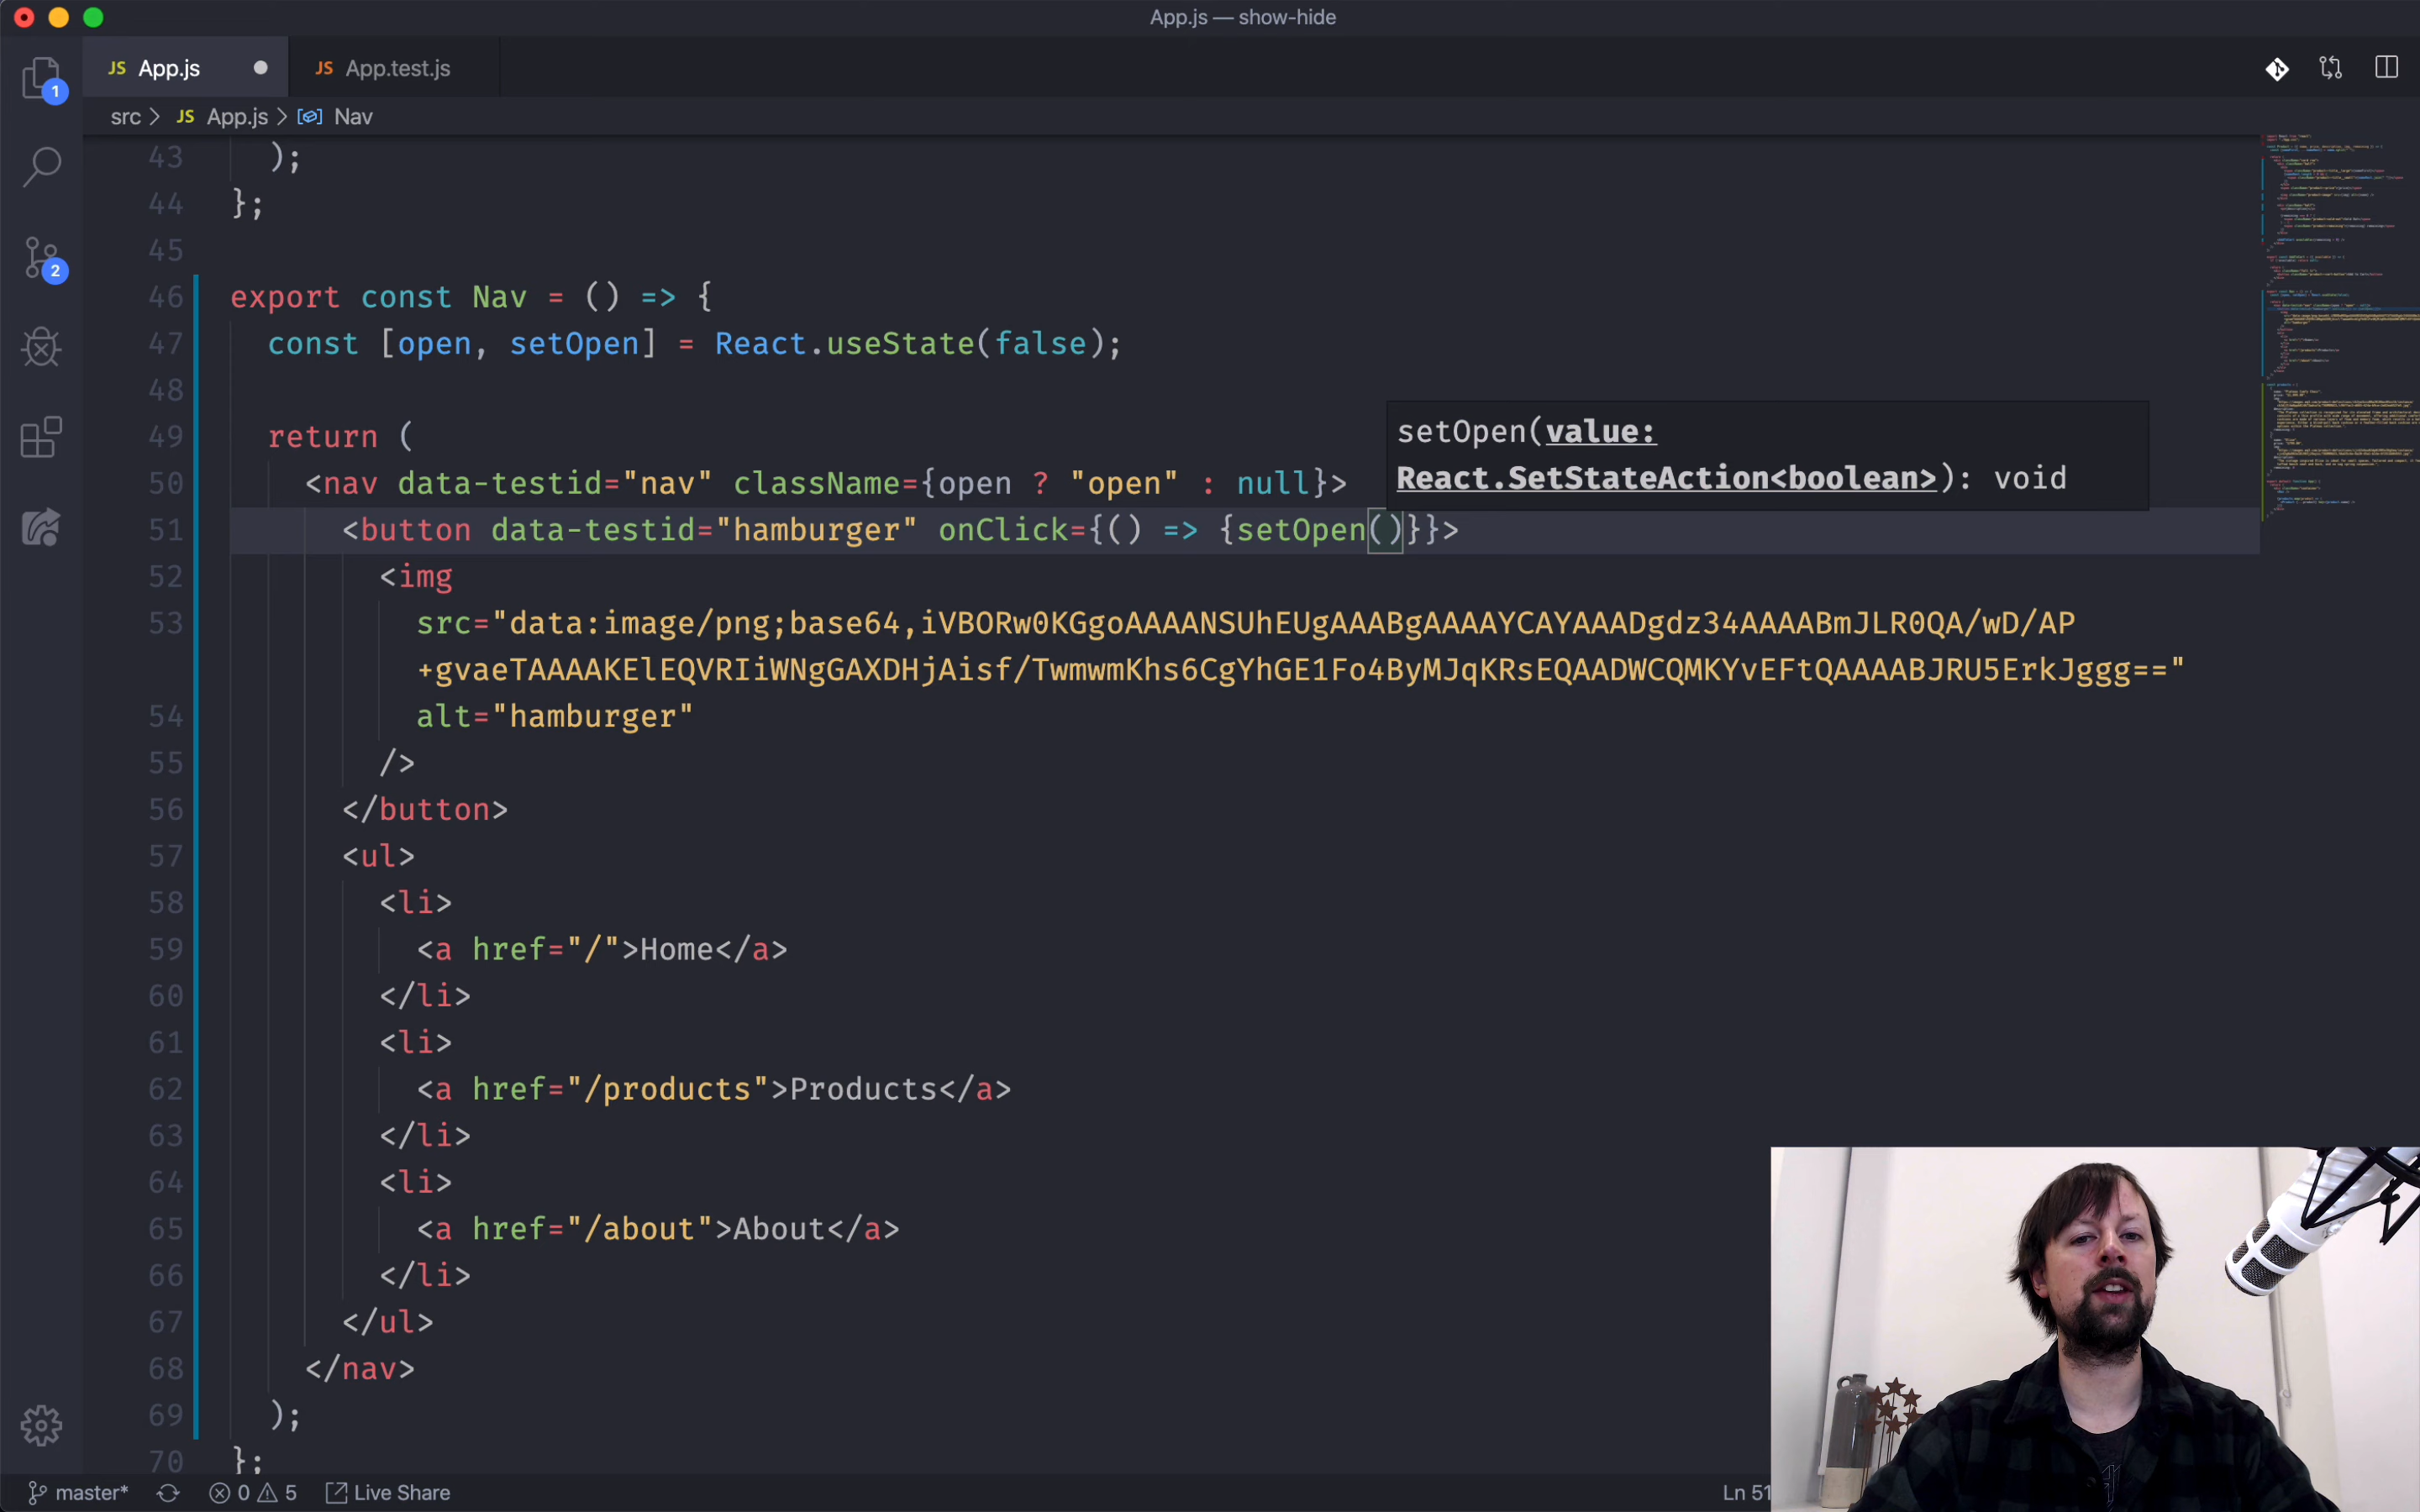 App.js — show-hide
JS App.js
JS App.test.js
1
src > JS App.js > Nav
2
43 );
44 };
45
46 export const Nav = () => {
47 const [open, setOpen] = React.useState(false);
48
49 return (
setOpen(value:
React.SetStateAction<boolean>): void
50 <nav data-testid="nav" className={open ? "open" : null}>
51 <button data-testid="hamburger" onClick={() => {setOpen()}}>
52 <img
53 src="data:image/png;base64,iVBORw0KGgoAAAANSUhEUgAAABgAAAAYCAYAAADgdz34AAAABmJLR0QA/wD/AP
+gvaeTAAAAKElEQVRIiWNgGAXDHjAisf/TwmwmKhs6CgYhGE1Fo4ByMJqKRsEQAADWCQMKYvEFtQAAAABJRU5ErkJggg=="
54 alt="hamburger"
55 />
56 </button>
57 <ul>
58 <li>
59 <a href="/">Home</a>
60 </li>
61 <li>
62 <a href="/products">Products</a>
63 </li>
64 <li>
65 <a href="/about">About</a>
66 </li>
67 </ul>
68 </nav>
69 );
70 };
master* 0 5 Live Share
Ln 51